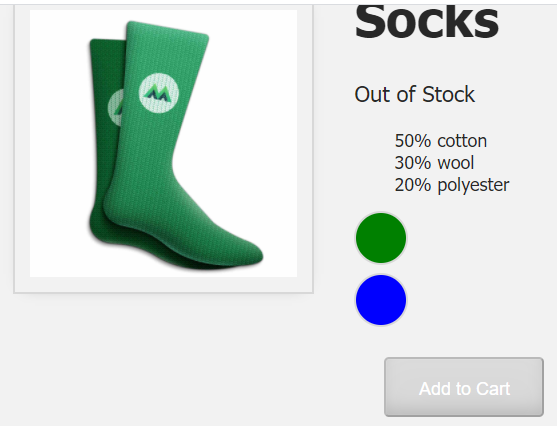 Socks
Out of Stock
50% cotton
30% wool
20% polyester
Add to Cart